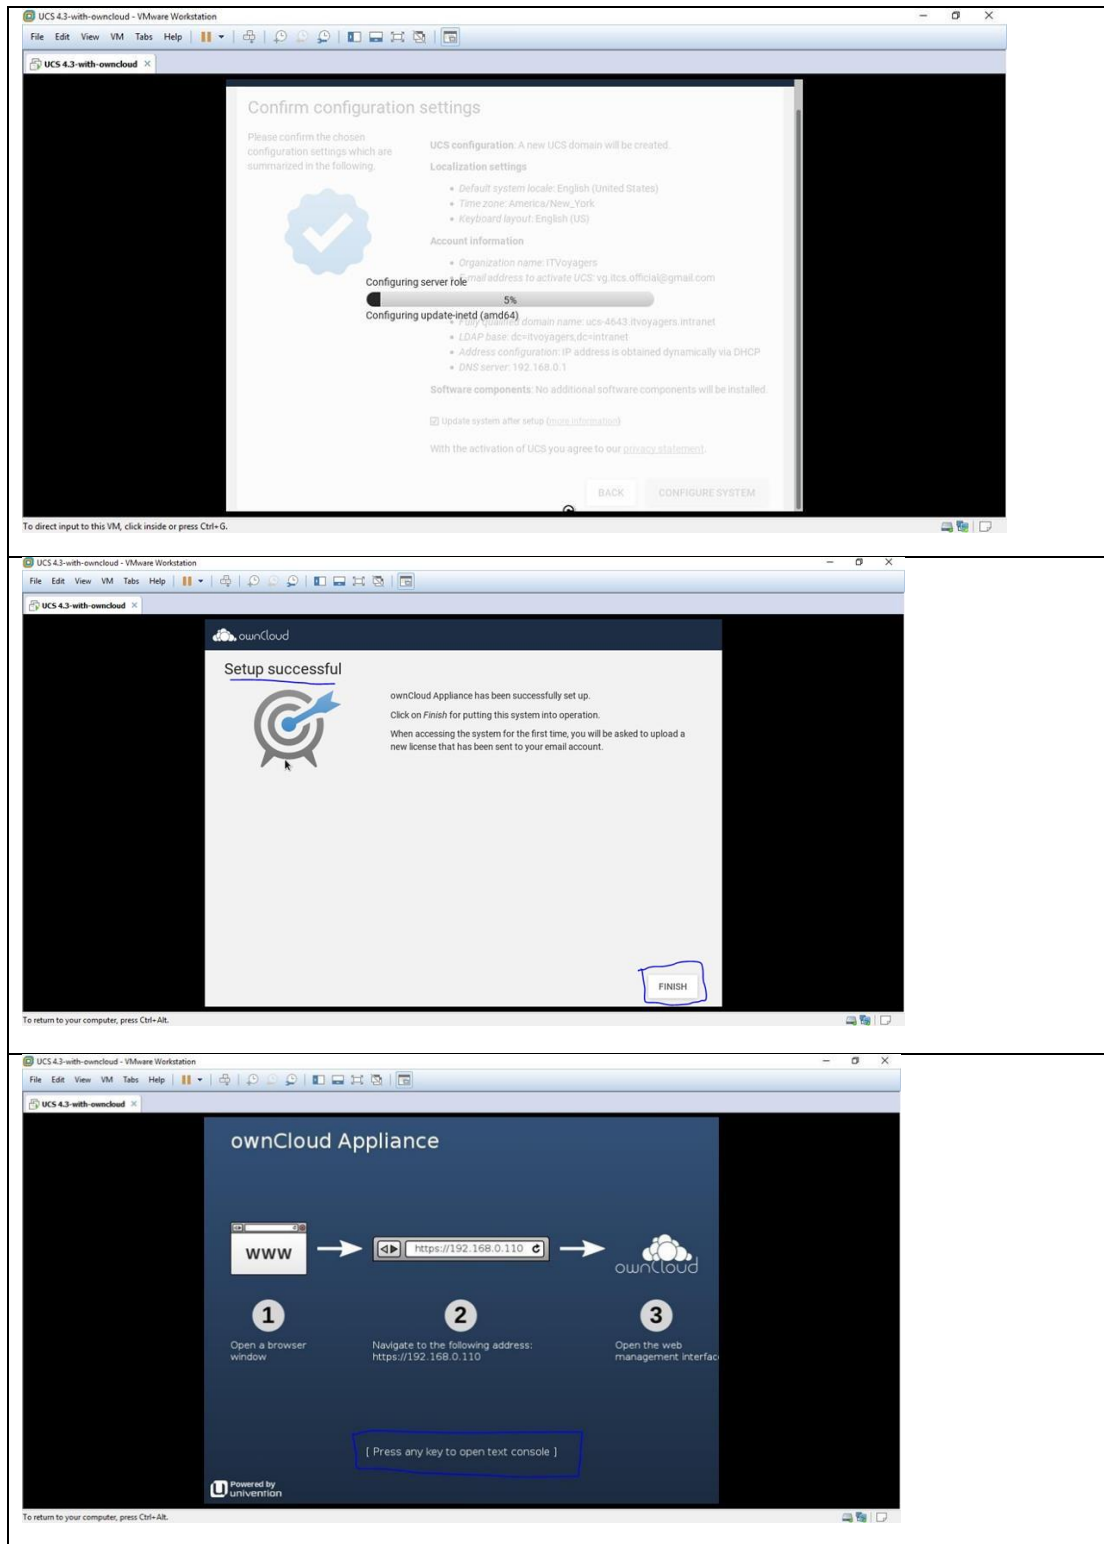 UCS 4.3-with-owncloud - VMware Workstation
File Edit View VM Tabs Help
UCS 4.3-with-owncloud
Confirm configuration settings
Please confirm the chosen
configuration settings which are
summarized in the following.
UCS configuration: A new UCS domain will be created.
Localization settings
Default system locale: English (United States)
Time zone: America/New_York
Keyboard layout: English (US)
Account information
Organization name: ITVoyagers
E-mail address to activate UCS: vg.itcs.official@gmail.com
Configuring server role
5%
Configuring update-inetd (amd64)
Fully qualified domain name: ucs-4643.itvoyagers.intranet
LDAP base: dc=itvoyagers,dc=intranet
Address configuration: IP address is obtained dynamically via DHCP
DNS server: 192.168.0.1
Software components: No additional software components will be installed.
Update system after setup (more information)
With the activation of UCS you agree to our privacy statement.
BACK CONFIGURE SYSTEM
To direct input to this VM, click inside or press Ctrl+G.
UCS 4.3-with-owncloud - VMware Workstation
File Edit View VM Tabs Help
UCS 4.3-with-owncloud
ownCloud
Setup successful
ownCloud Appliance has been successfully set up.
Click on Finish for putting this system into operation.
When accessing the system for the first time, you will be asked to upload a
new license that has been sent to your email account.
FINISH
To return to your computer, press Ctrl+Alt.
UCS 4.3-with-owncloud - VMware Workstation
File Edit View VM Tabs Help
UCS 4.3-with-owncloud
ownCloud Appliance
www
https://192.168.0.110
ownCloud
1
2
3
Open a browser
window
Navigate to the following address:
https://192.168.0.110
Open the web
management interfac
[ Press any key to open text console ]
Powered by
univention
To return to your computer, press Ctrl+Alt.